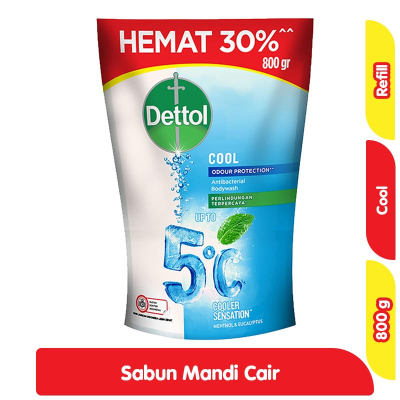 HEMAT 30%^^
800 gr
Dettol
COOL
ODOUR PROTECTION
Antibacterial
Bodywash
PERLINDUNGAN
TERPERCAYA
UP TO
5°C
COOLER
SENSATION
MENTHOL & EUCALYPTUS
Refill
Cool
800 g
Sabun Mandi Cair